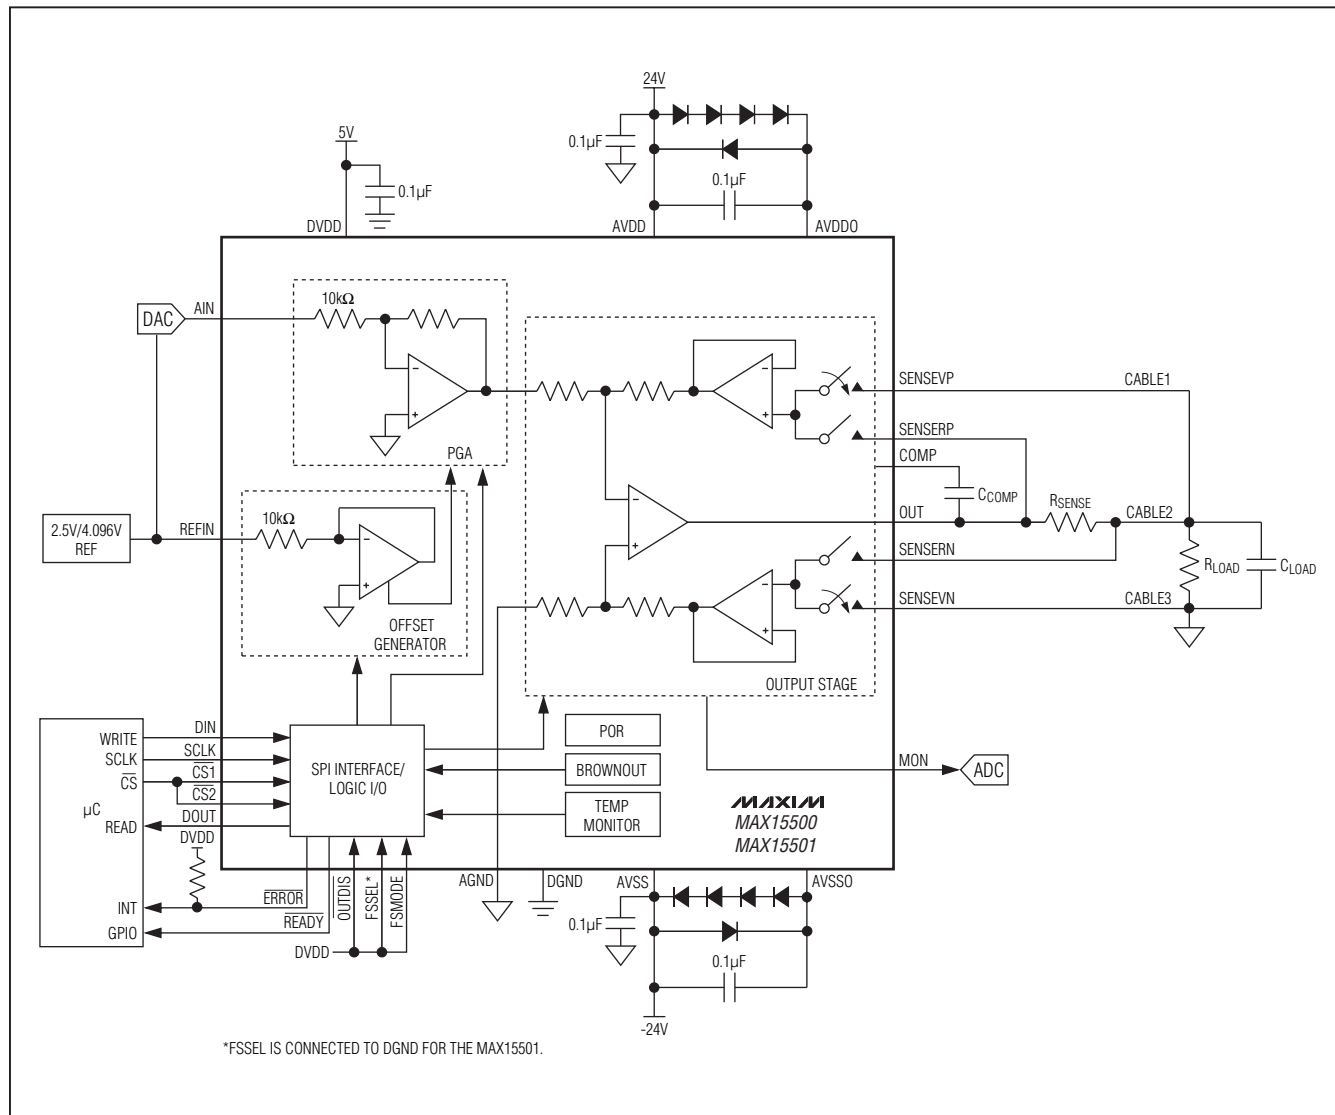 24V
0.1µF
5V
0.1µF
0.1µF
DVDD
AVDD
AVDDO
10kΩ
DAC
AIN
PGA
SENSEVP
CABLE1
SENSERP
COMP
CCOMP
RSENSE
OUT
CABLE2
2.5V/4.096V
REF
REFIN
10kΩ
SENSERN
RLOAD
CLOAD
SENSEVN
CABLE3
OFFSET
GENERATOR
OUTPUT STAGE
DIN
WRITE
SCLK
SCLK
CS
CS1
CS2
µC
DOUT
READ
DVDD
SPI INTERFACE/
LOGIC I/O
POR
BROWNOUT
TEMP
MONITOR
MON
ADC
MAXIM
MAX15500
MAX15501
INT
ERROR
GPIO
READY
OUTDIS
FSSEL*
FSMODE
DVDD
AGND
DGND
AVSS
AVSSO
0.1µF
0.1µF
-24V
*FSSEL IS CONNECTED TO DGND FOR THE MAX15501.